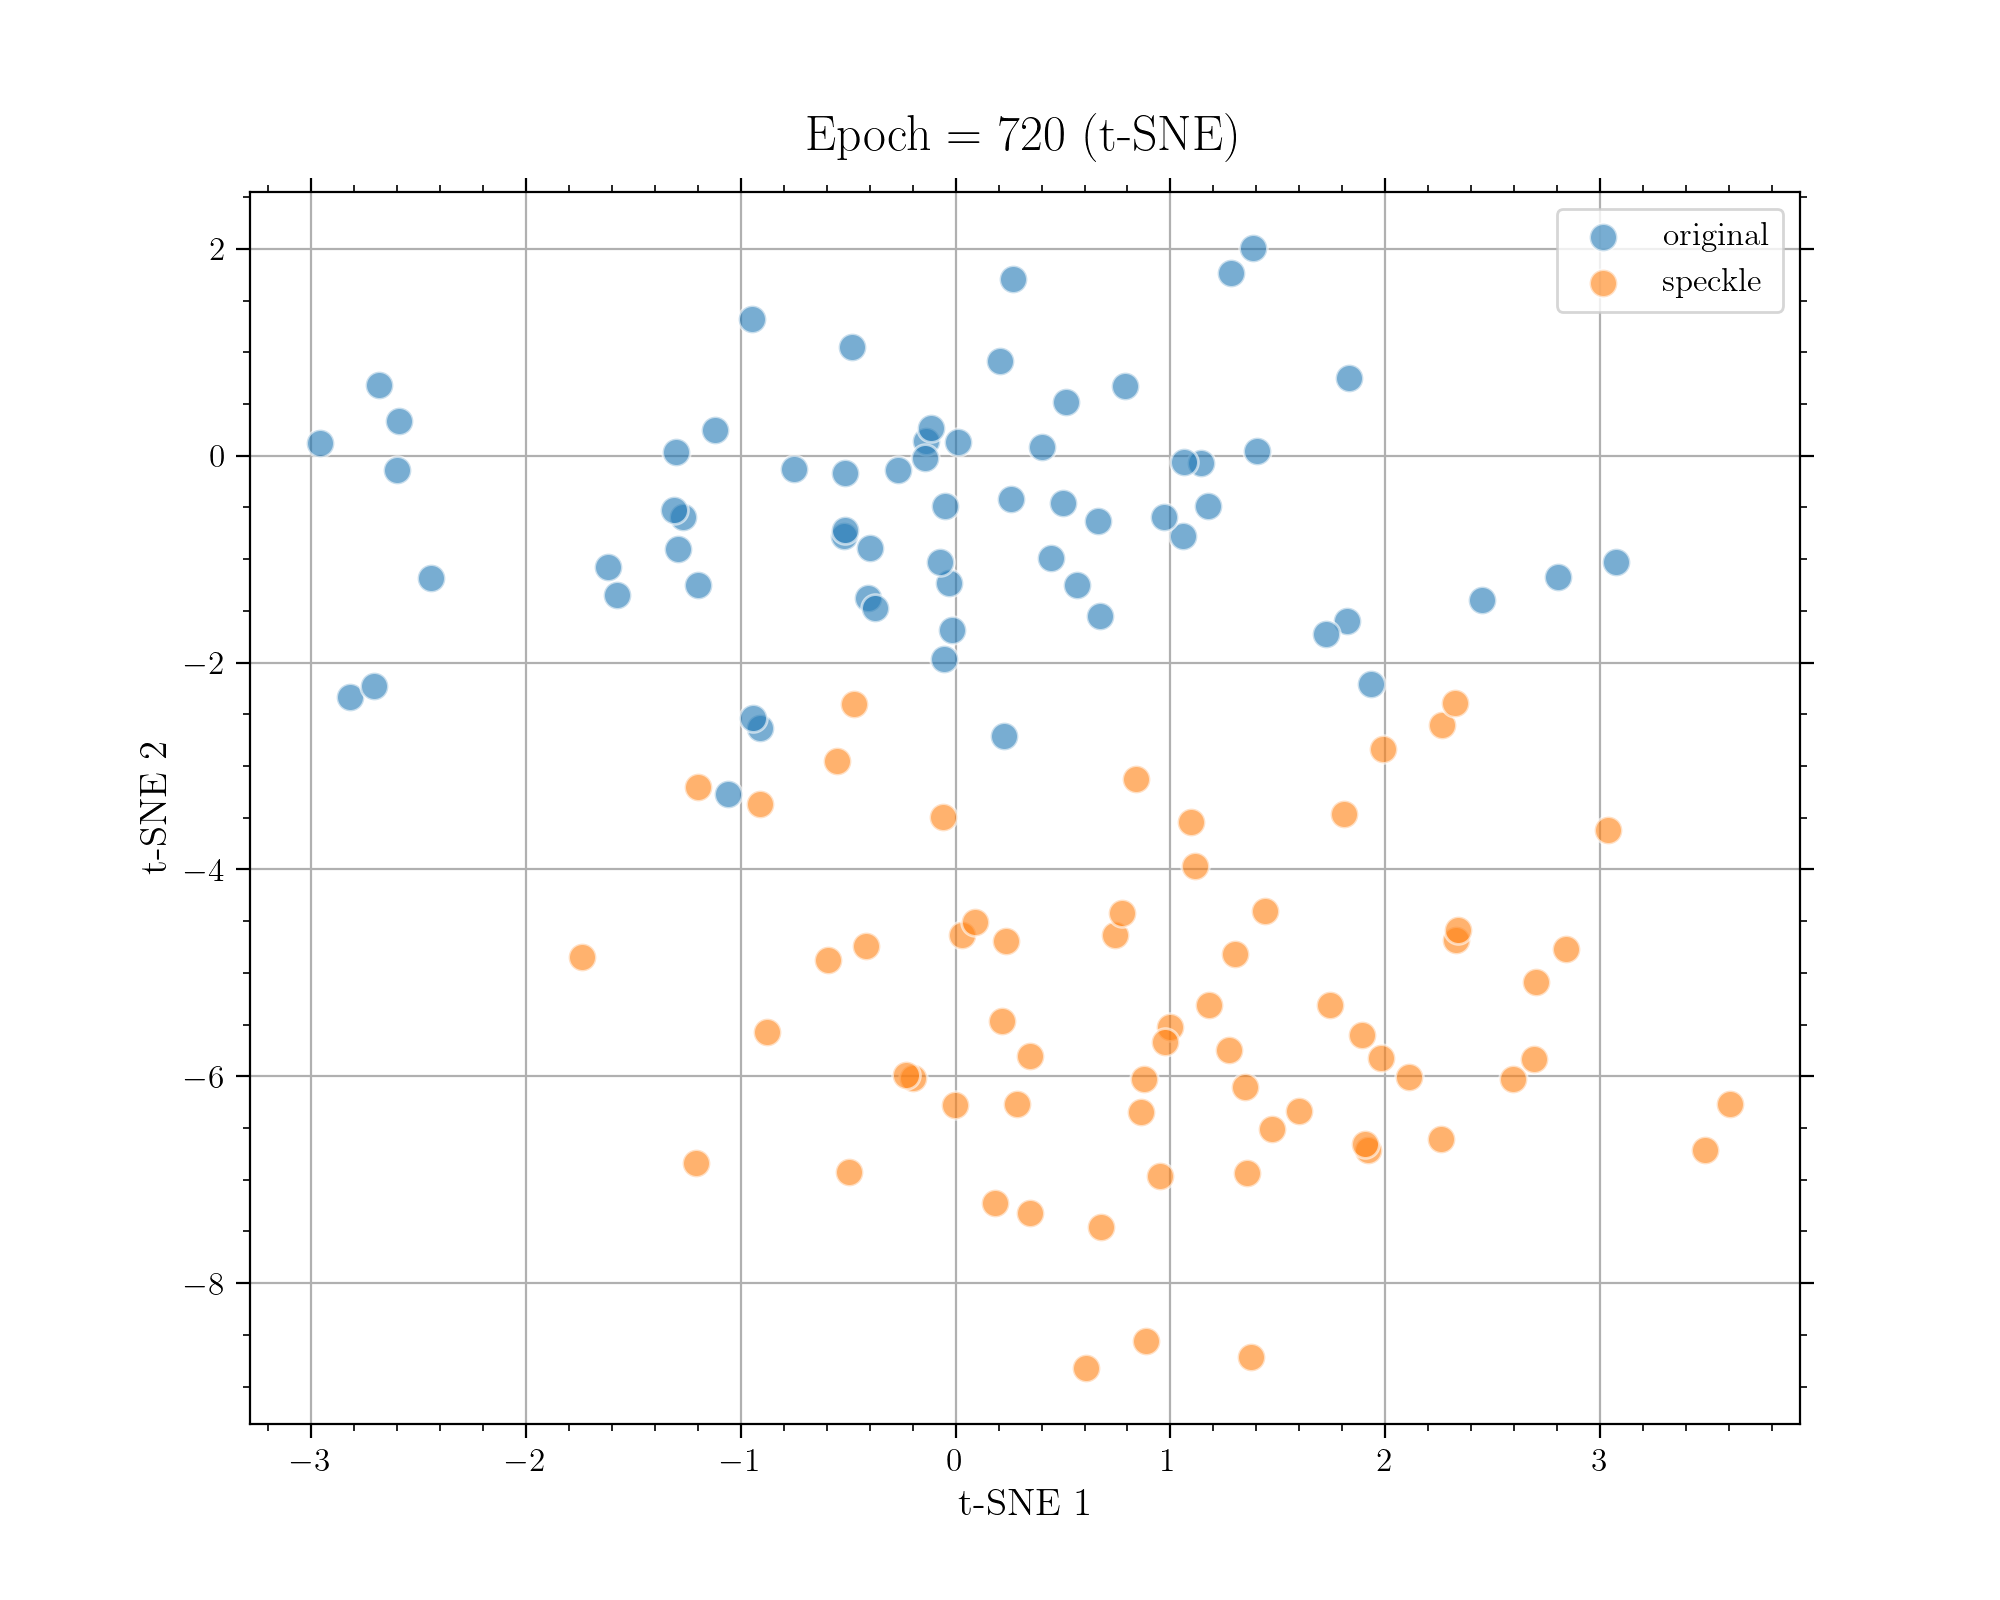 Epoch = 720 (t-SNE)
original
speckle
2
0
−2
−4
−6
−8
t-SNE 2
−3 −2 −1 0 1 2 3
t-SNE 1